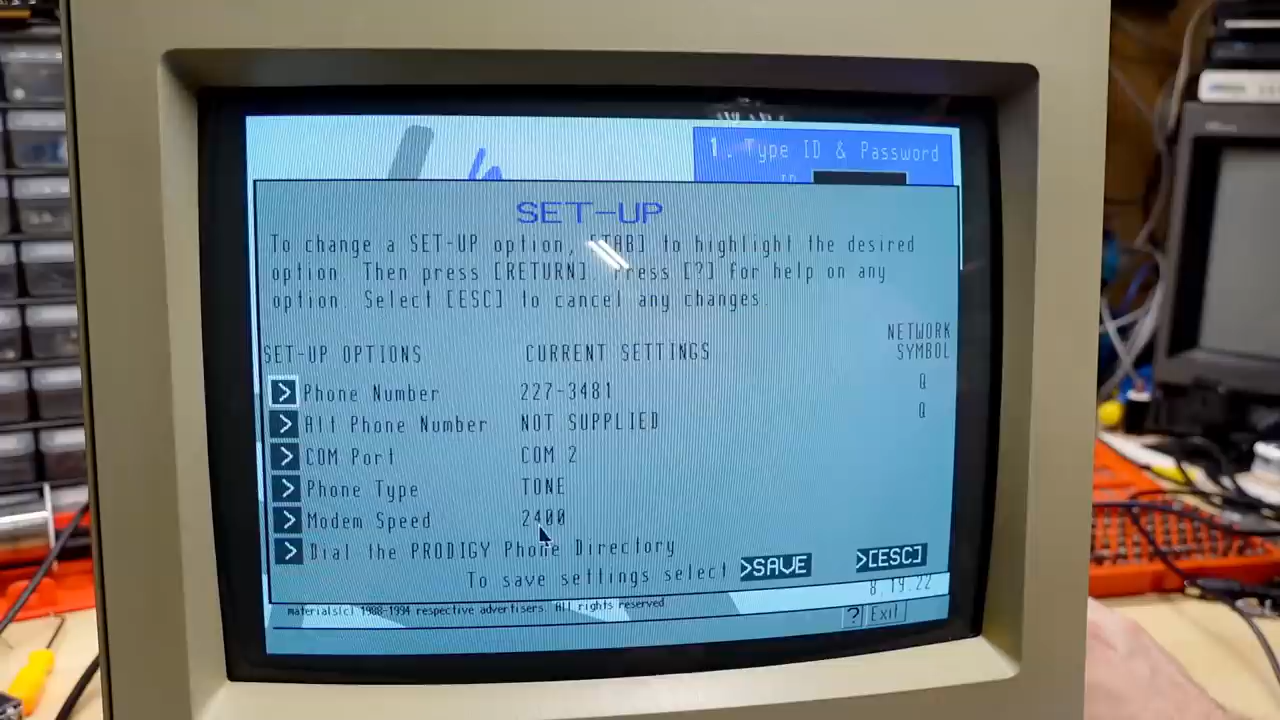 1. Type ID & Password
ID
SET-UP
To change a SET-UP option, [TAB] to highlight the desired
option. Then press [RETURN]. Press [?] for help on any
option. Select [ESC] to cancel any changes.
NETWORK
SYMBOL
SET-UP OPTIONS CURRENT SETTINGS
> Phone Number 227-3481 Q
> Alt Phone Number NOT SUPPLIED Q
> COM Port COM 2
> Phone Type TONE
> Modem Speed 2400
> Dial the PRODIGY Phone Directory
To save settings select >SAVE >[ESC]
8.19.22
materials(c) 1988-1994 respective advertisers. All rights reserved
? Exit